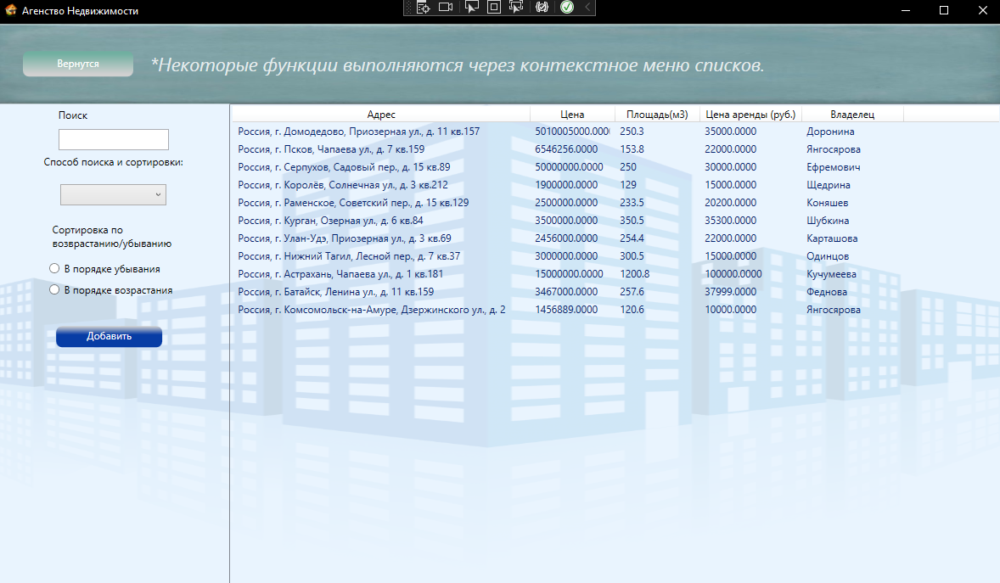 Агенство Недвижимости
Вернутся
*Некоторые функции выполняются через контекстное меню списков.
Поиск
Способ поиска и сортировки:
Сортировка по
возврастанию/убыванию
В порядке убывания
В порядке возрастания
Добавить
Адрес Цена Площадь(м3) Цена аренды (руб.) Владелец
Россия, г. Домодедово, Приозерная ул., д. 11 кв.157 5010005000.000 250.3 35000.0000 Доронина
Россия, г. Псков, Чапаева ул., д. 7 кв.159 6546256.0000 153.8 22000.0000 Янгосярова
Россия, г. Серпухов, Садовый пер., д. 15 кв.89 50000000.0000 250 30000.0000 Ефремович
Россия, г. Королёв, Солнечная ул., д. 3 кв.212 1900000.0000 129 15000.0000 Щедрина
Россия, г. Раменское, Советский пер., д. 15 кв.129 2500000.0000 233.5 20200.0000 Коняшев
Россия, г. Курган, Озерная ул., д. 6 кв.84 3500000.0000 350.5 35300.0000 Шубкина
Россия, г. Улан-Удэ, Приозерная ул., д. 3 кв.69 2456000.0000 254.4 22000.0000 Карташова
Россия, г. Нижний Тагил, Лесной пер., д. 7 кв.37 3000000.0000 300.5 15000.0000 Одинцов
Россия, г. Астрахань, Чапаева ул., д. 1 кв.181 15000000.0000 1200.8 100000.0000 Кучумеева
Россия, г. Батайск, Ленина ул., д. 11 кв.159 3467000.0000 257.6 37999.0000 Феднова
Россия, г. Комсомольск-на-Амуре, Дзержинского ул., д. 2 1456889.0000 120.6 10000.0000 Янгосярова